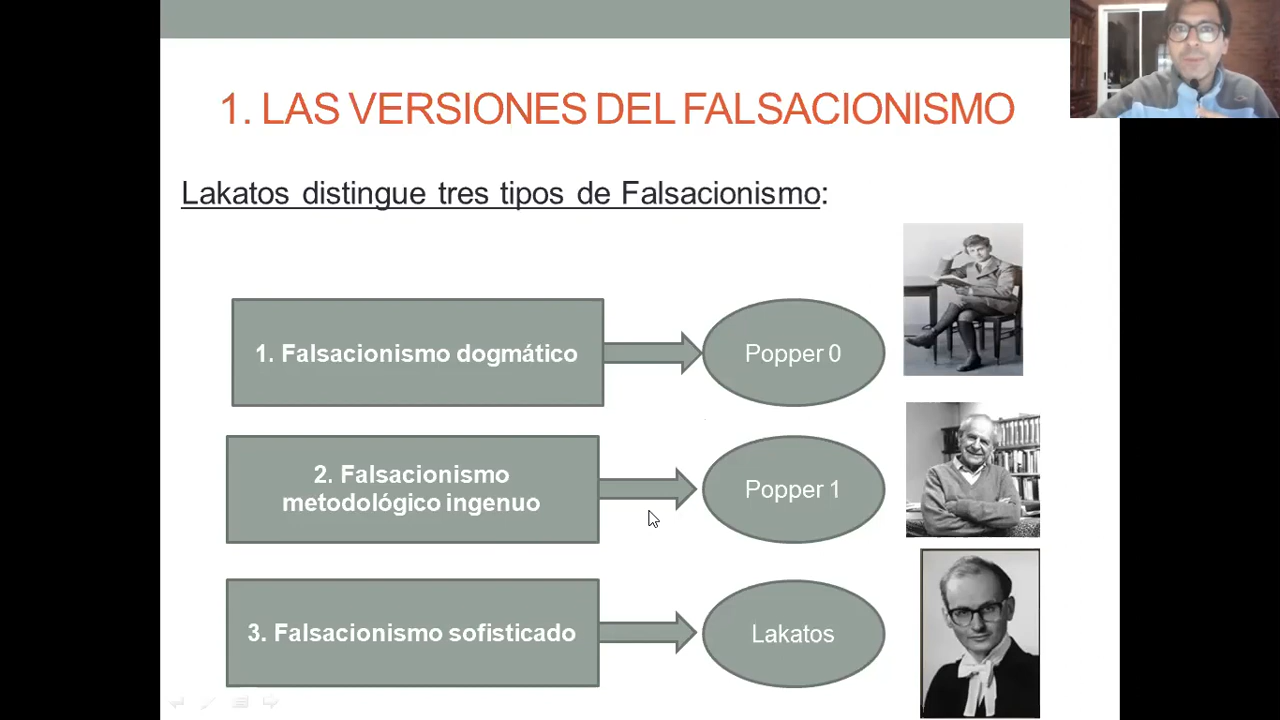 1. LAS VERSIONES DEL FALSACIONISMO
Lakatos distingue tres tipos de Falsacionismo:
1. Falsacionismo dogmático
Popper 0
2. Falsacionismo
metodológico ingenuo
Popper 1
3. Falsacionismo sofisticado
Lakatos